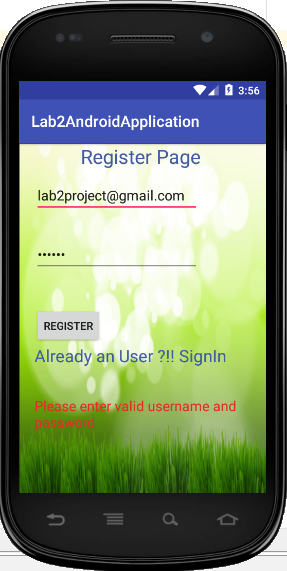 3:56
Lab2AndroidApplication
Register Page
lab2project@gmail.com
••••••
REGISTER
Already an User ?!! SignIn
Please enter valid username and
password